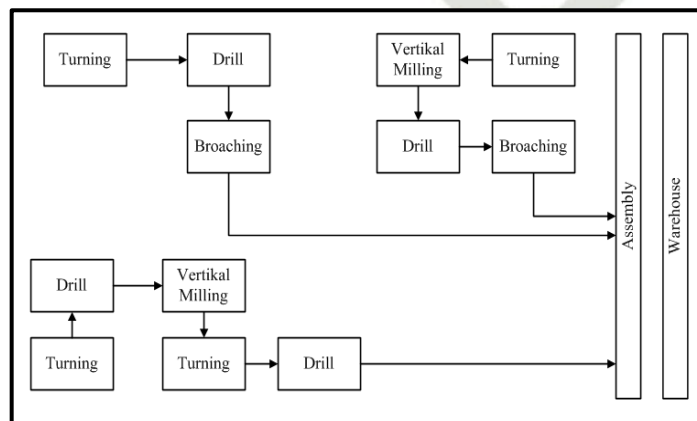 Turning
Drill
Vertikal
Milling
Turning
Broaching
Drill
Broaching
Drill
Vertikal
Milling
Turning
Turning
Drill
Assembly
Warehouse